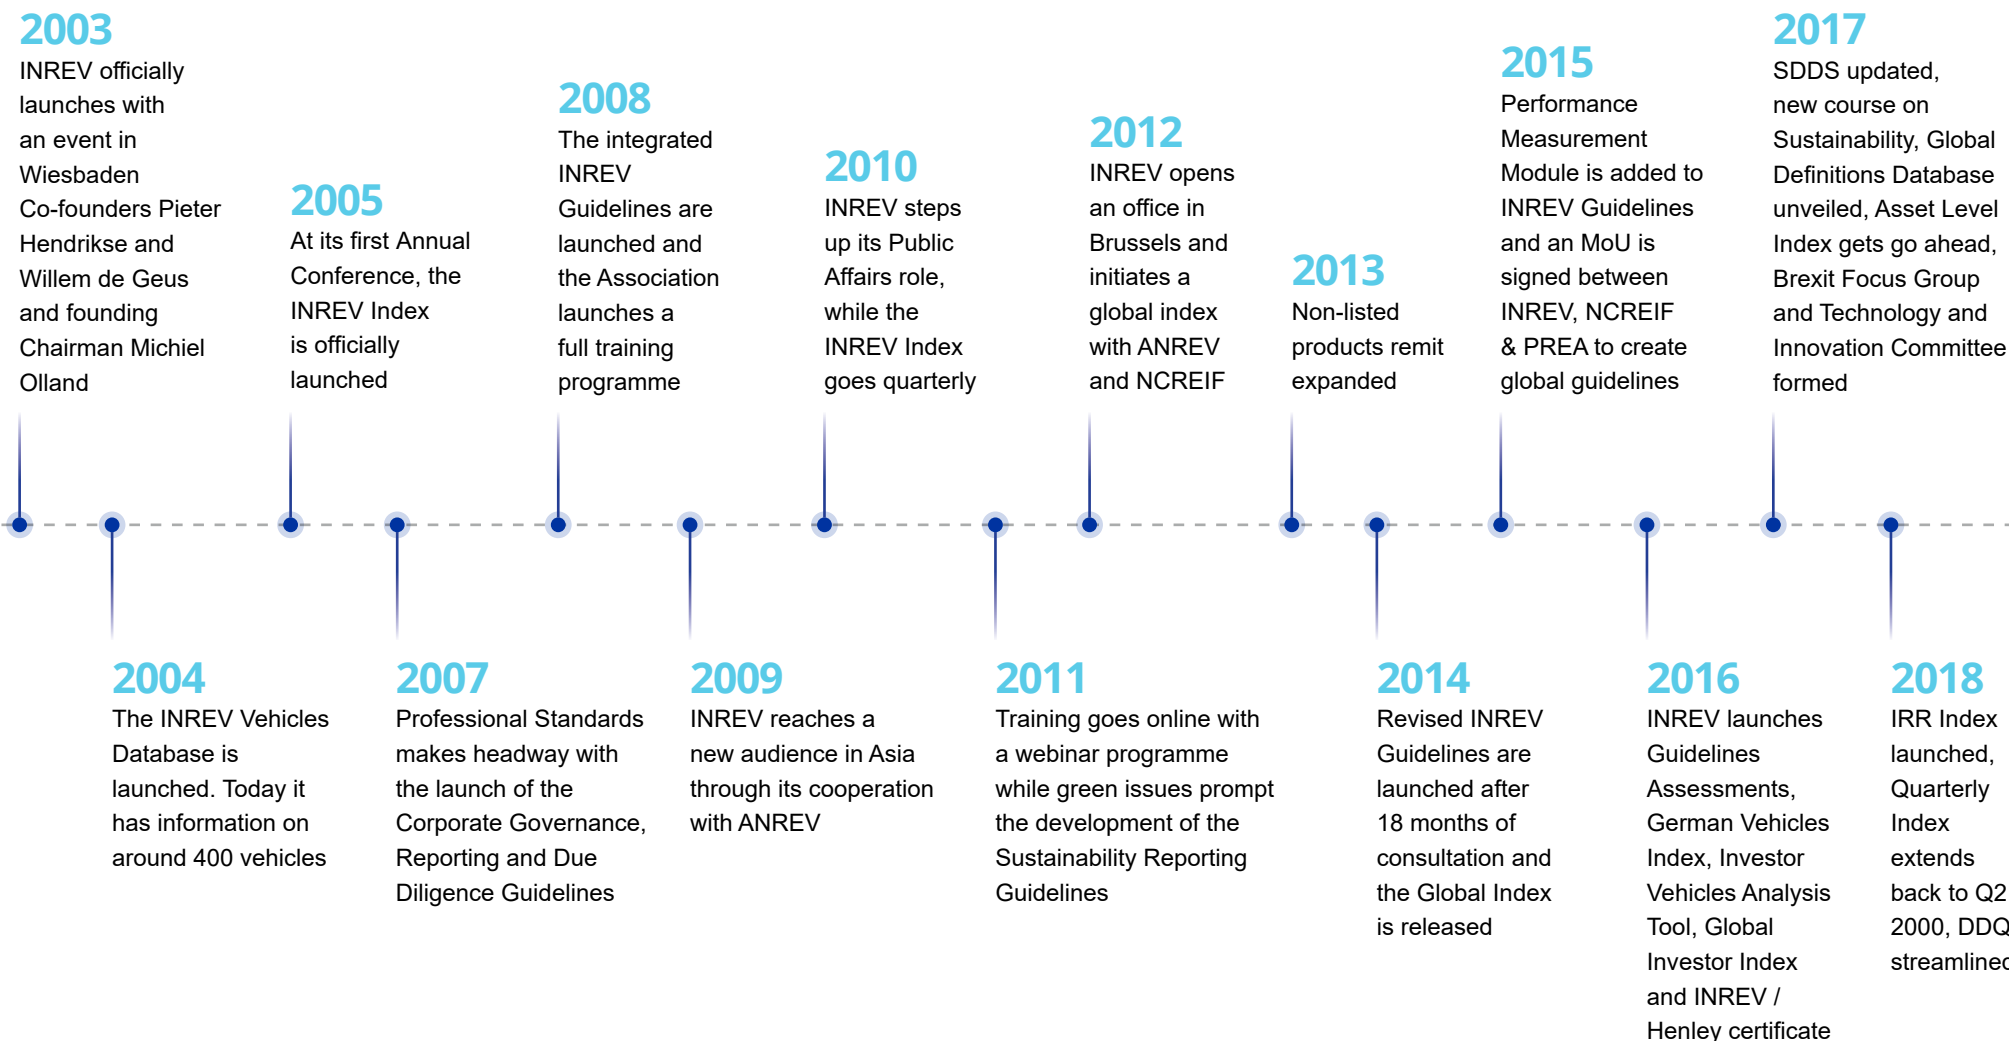 2003
INREV officially
launches with
an event in
Wiesbaden
Co-founders Pieter
Hendrikse and
Willem de Geus
and founding
Chairman Michiel
Olland
2004
The INREV Vehicles
Database is
launched. Today it
has information on
around 400 vehicles
2005
At its first Annual
Conference, the
INREV Index
is officially
launched
2007
Professional Standards
makes headway with
the launch of the
Corporate Governance,
Reporting and Due
Diligence Guidelines
2008
The integrated
INREV
Guidelines are
launched and
the Association
launches a
full training
programme
2009
INREV reaches a
new audience in Asia
through its cooperation
with ANREV
2010
INREV steps
up its Public
Affairs role,
while the
INREV Index
goes quarterly
2011
Training goes online with
a webinar programme
while green issues prompt
the development of the
Sustainability Reporting
Guidelines
2012
INREV opens
an office in
Brussels and
initiates a
global index
with ANREV
and NCREIF
2013
Non-listed
products remit
expanded
2014
Revised INREV
Guidelines are
launched after
18 months of
consultation and
the Global Index
is released
2015
Performance
Measurement
Module is added to
INREV Guidelines
and an MoU is
signed between
INREV, NCREIF
& PREA to create
global guidelines
2016
INREV launches
Guidelines
Assessments,
German Vehicles
Index, Investor
Vehicles Analysis
Tool, Global
Investor Index
and INREV /
Henley certificate
2017
SDDS updated,
new course on
Sustainability, Global
Definitions Database
unveiled, Asset Level
Index gets go ahead,
Brexit Focus Group
and Technology and
Innovation Committee
formed
2018
IRR Index
launched,
Quarterly
Index
extends
back to Q2
2000, DDQ
streamlined